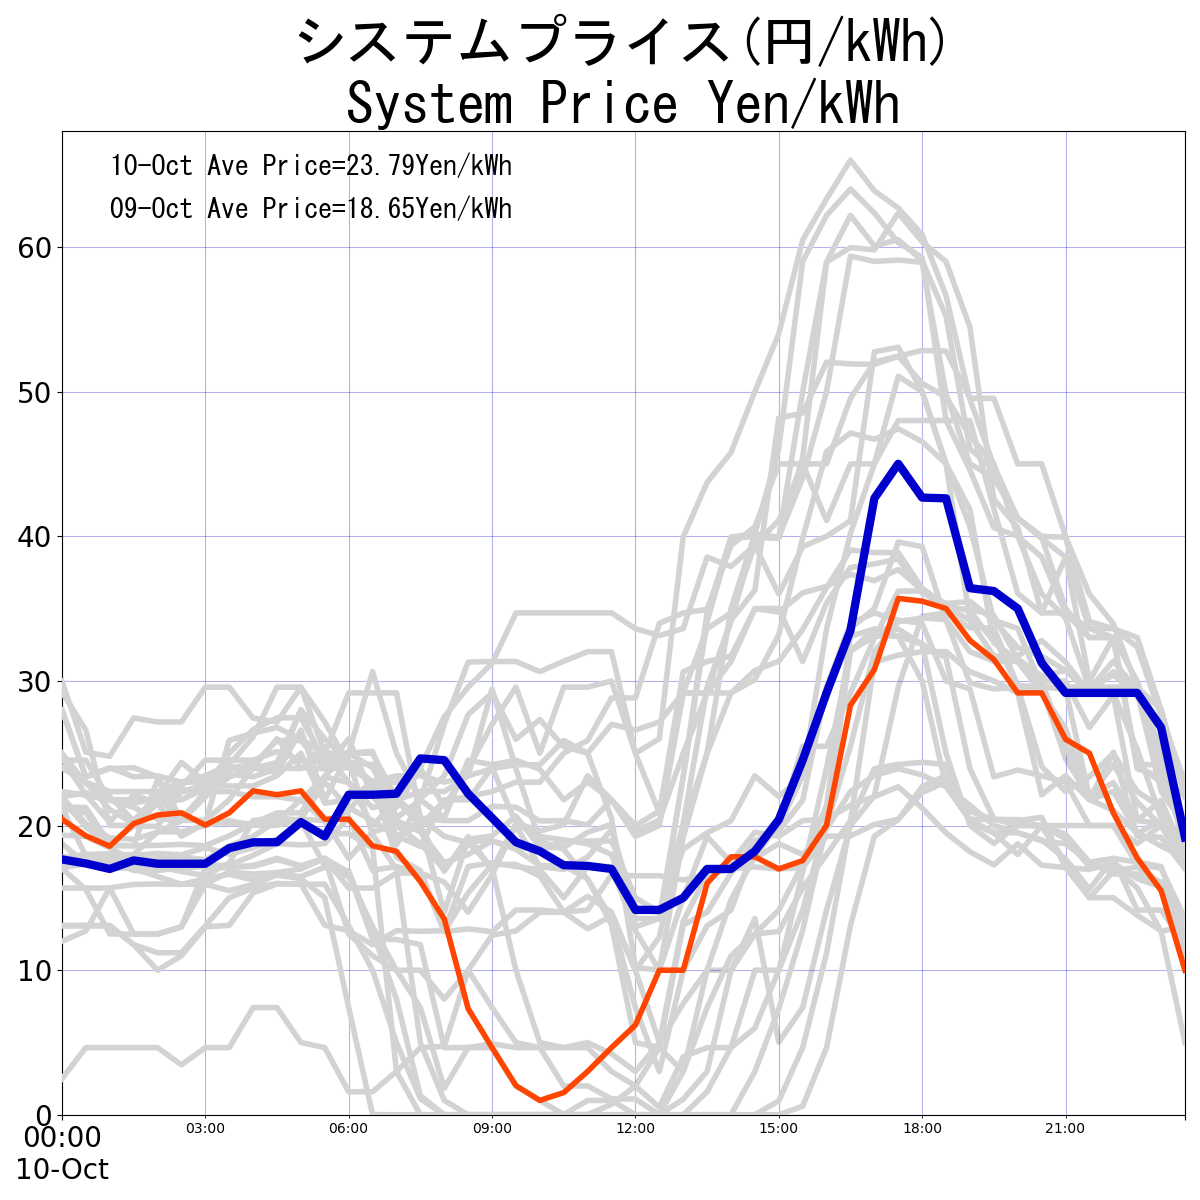 システムプライス(円/kWh)
System Price Yen/kWh
10-Oct Ave Price=23.79Yen/kWh
09-Oct Ave Price=18.65Yen/kWh
60
50
40
30
20
10
0
00:00 03:00 06:00 09:00 12:00 15:00 18:00 21:00
10-Oct